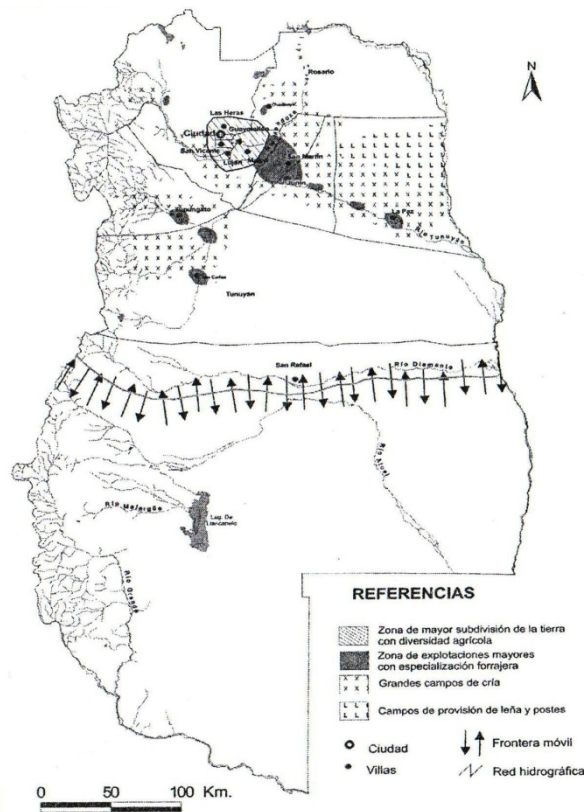 N
Rosario
Las Heras
Ciudad
Guaymallén
San Vicente
Luján
San Martín
Junín
Tupungato
La Paz
Río Tunuyán
San Carlos
Tunuyán
San Rafael
Río Diamante
Río Atuel
Río Malargüe
Lag. De
Llancanelo
Río Grande
REFERENCIAS
Zona de mayor subdivisión de la tierra
con diversidad agrícola
Zona de explotaciones mayores
con especialización forrajera
Grandes campos de cría
Campos de provisión de leña y postes
Ciudad
Frontera móvil
Villas
Red hidrográfica
0 50 100 Km.